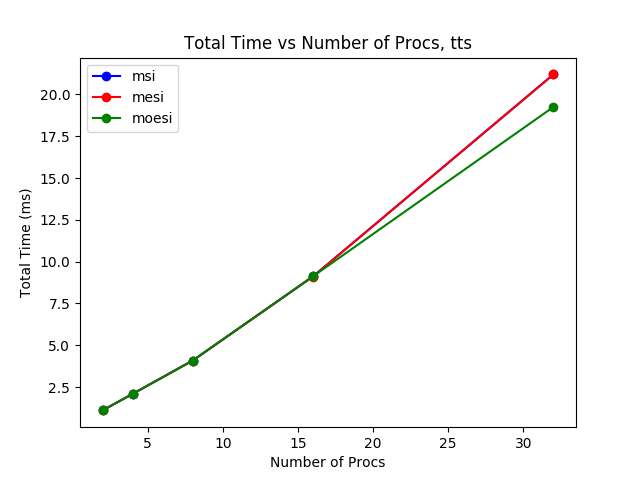 Total Time vs Number of Procs, tts
msi
mesi
moesi
Total Time (ms)
20.0
17.5
15.0
12.5
10.0
7.5
5.0
2.5
5 10 15 20 25 30
Number of Procs